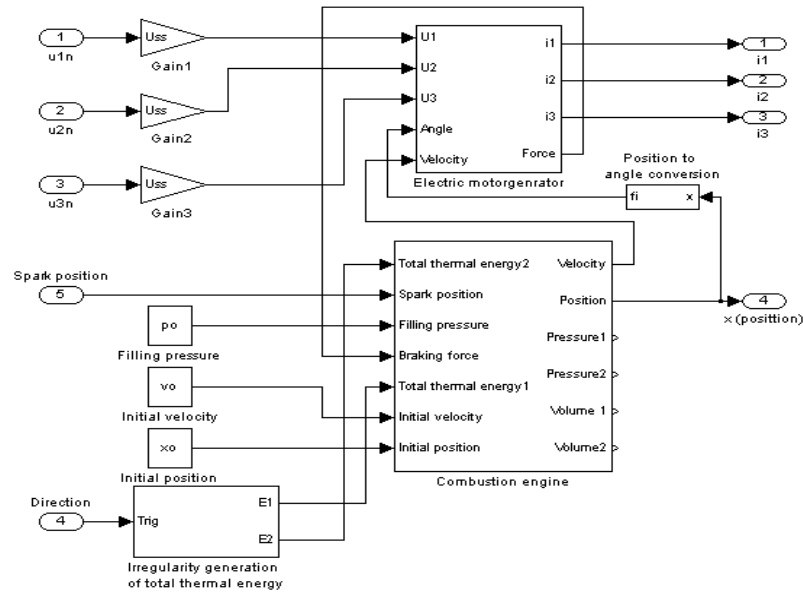 1
u1n
Uss
Gain1
2
u2n
Uss
Gain2
3
u3n
Uss
Gain3
U1
U2
U3
Angle
Velocity
i1
i2
i3
Force
Electric motorgenrator
1
i1
2
i2
3
i3
Position to
angle conversion
fi
x
Spark position
5
po
Filling pressure
vo
Initial velocity
xo
Initial position
Total thermal energy2
Spark position
Filling pressure
Braking force
Total thermal energy1
Initial velocity
Initial position
Velocity
Position
Pressure1
Pressure2
Volume 1
Volume2
Combustion engine
4
x (posittion)
Direction
4
Trig
E1
E2
Irregularity generation
of total thermal energy